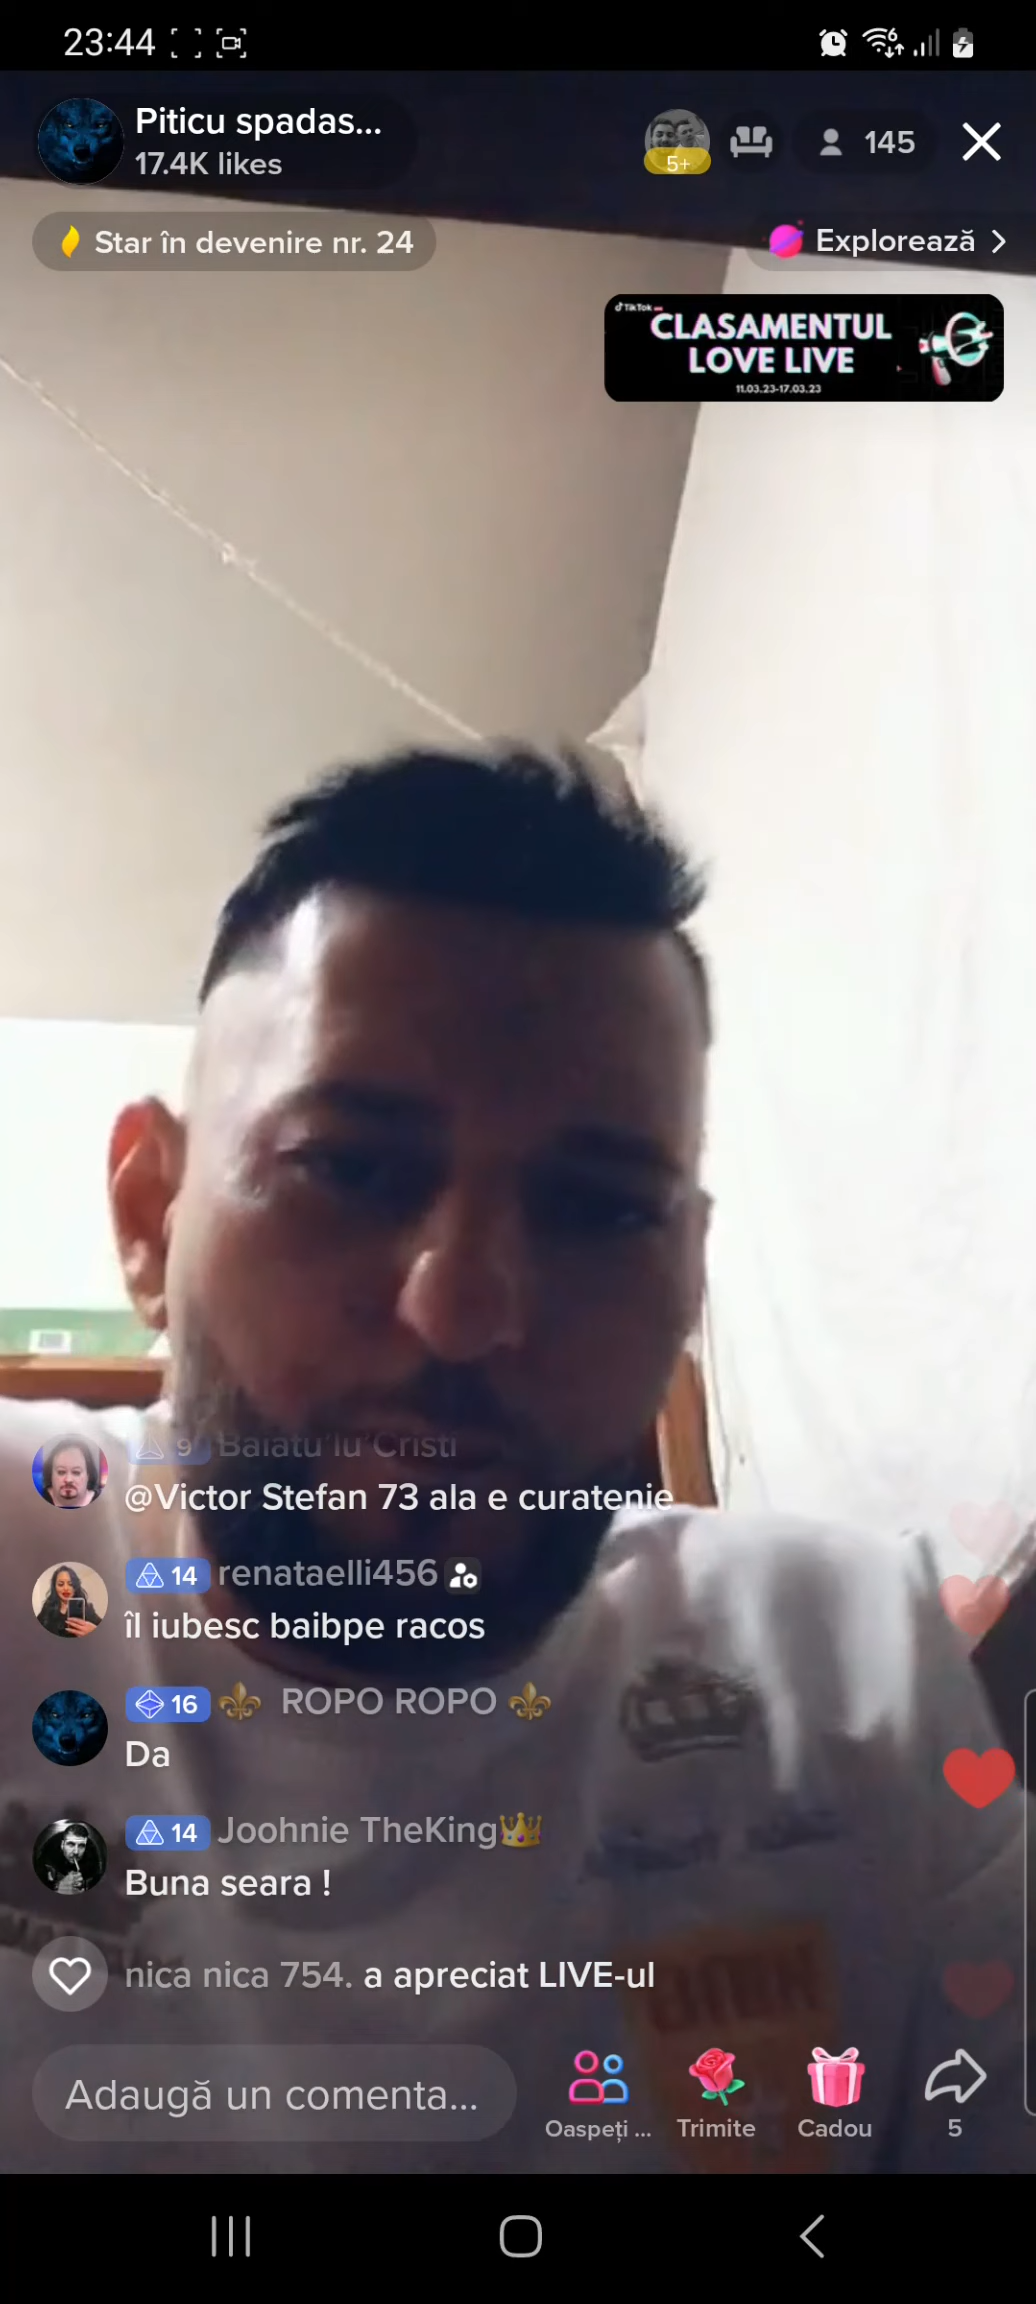 23:44
Piticu spadas...
17.4K likes
5+
145
Star în devenire nr. 24
Explorează
TikTok
CLASAMENTUL
LOVE LIVE
11.03.23-17.03.23
9 Baiatu'lu'Cristi
@Victor Stefan 73 ala e curatenie
14 renataelli456
îl iubesc baibpe racos
16 ROPO ROPO
Da
14 Joohnie TheKing
Buna seara !
nica nica 754. a apreciat LIVE-ul
Adaugă un comenta...
Oaspeți ...
Trimite
Cadou
5